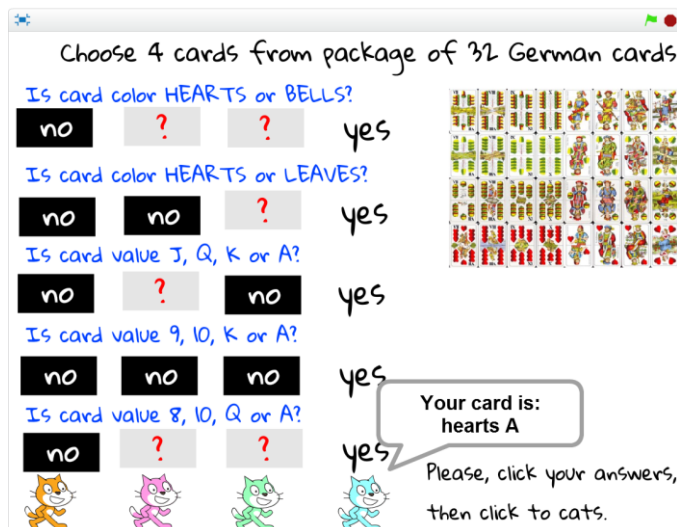 Choose 4 cards from package of 32 German cards
Is card color HEARTS or BELLS?
no ? ? yes
Is card color HEARTS or LEAVES?
no no ? yes
Is card value J, Q, K or A?
no ? no yes
Is card value 9, 10, K or A?
no no no yes
Is card value 8, 10, Q or A?
no ? ? yes
Your card is:
hearts A
Please, click your answers,
then click to cats.